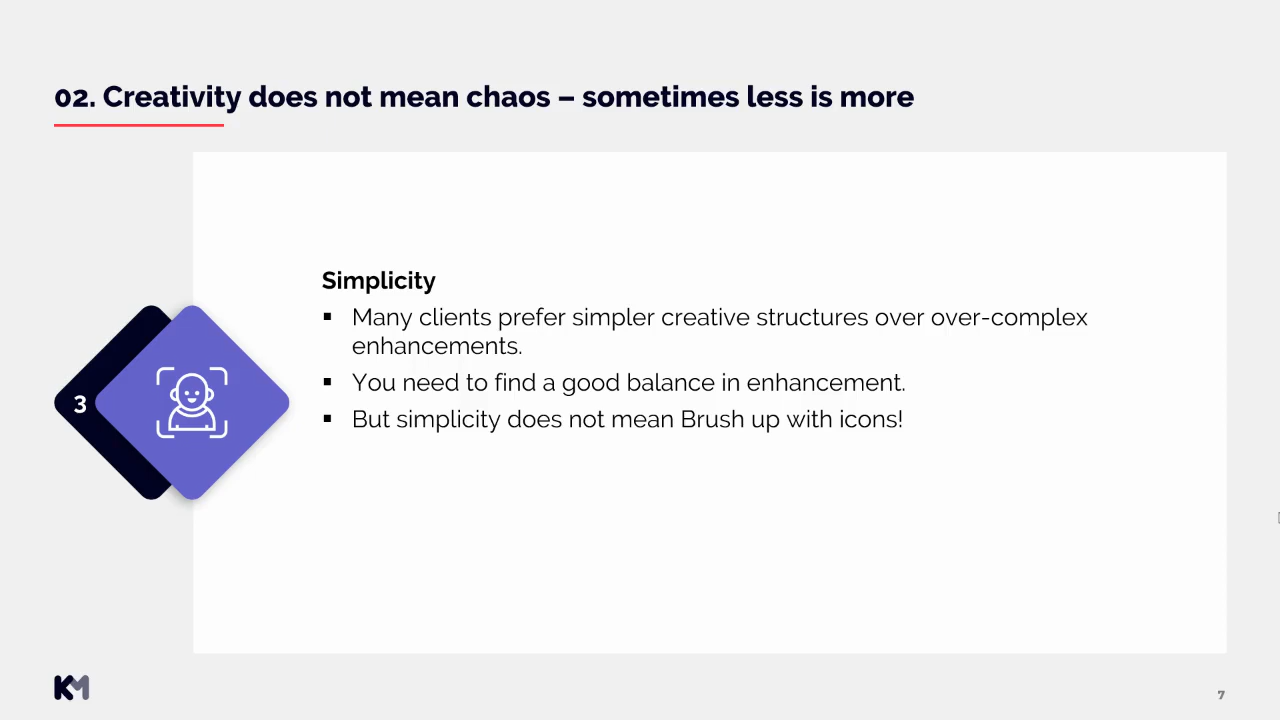 02. Creativity does not mean chaos – sometimes less is more
Simplicity
▪ Many clients prefer simpler creative structures over over-complex
enhancements.
▪ You need to find a good balance in enhancement.
▪ But simplicity does not mean Brush up with icons!
3
KM
7